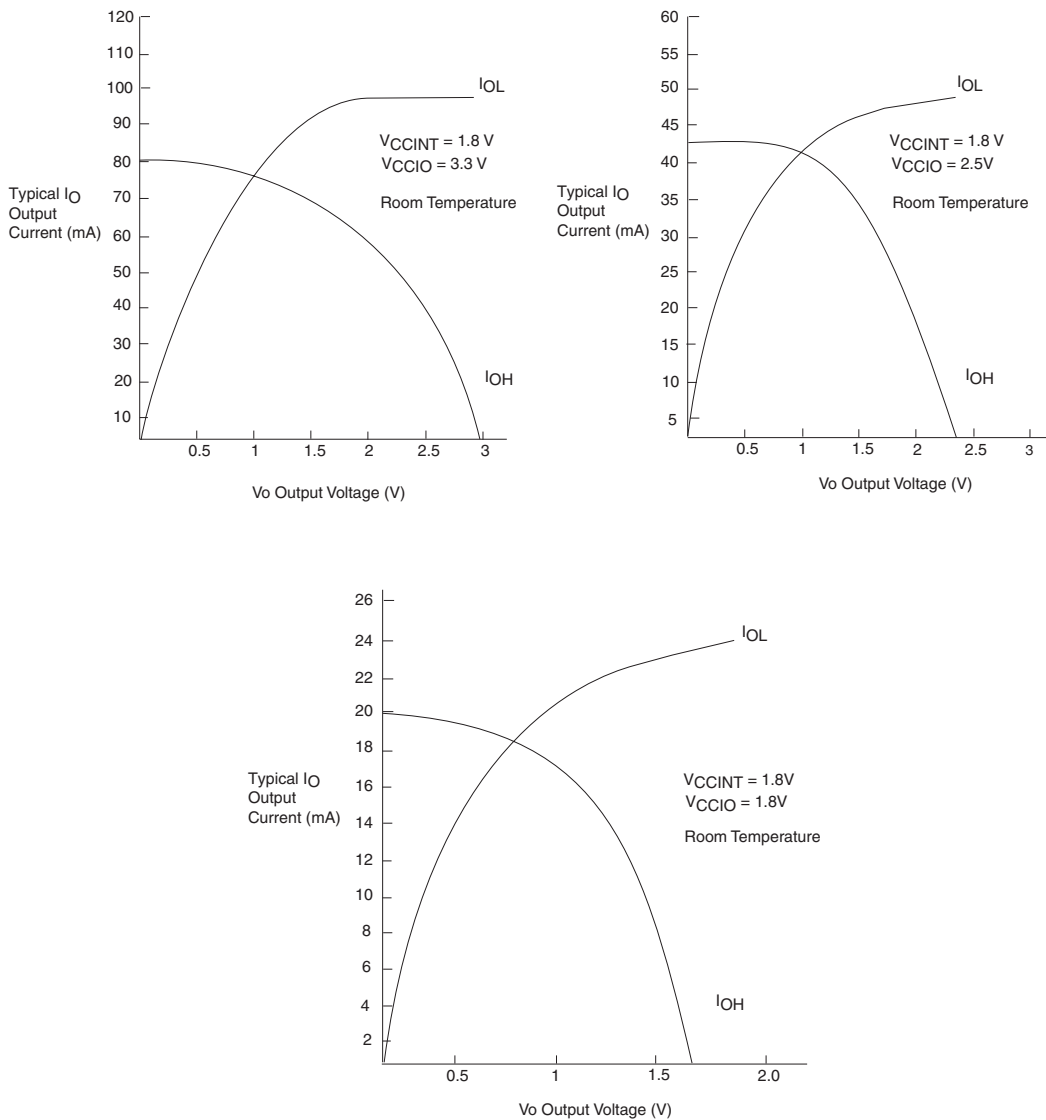 120
110
100
90
80
70
60
50
40
30
20
10
Typical IO
Output
Current (mA)
IOL
VCCINT = 1.8 V
VCCIO = 3.3 V
Room Temperature
IOH
0.5 1 1.5 2 2.5 3
Vo Output Voltage (V)
60
55
50
45
40
35
30
25
20
15
10
5
Typical IO
Output
Current (mA)
IOL
VCCINT = 1.8 V
VCCIO = 2.5V
Room Temperature
IOH
0.5 1 1.5 2 2.5 3
Vo Output Voltage (V)
26
24
22
20
18
16
14
12
10
8
6
4
2
Typical IO
Output
Current (mA)
IOL
VCCINT = 1.8V
VCCIO = 1.8V
Room Temperature
IOH
0.5 1 1.5 2.0
Vo Output Voltage (V)